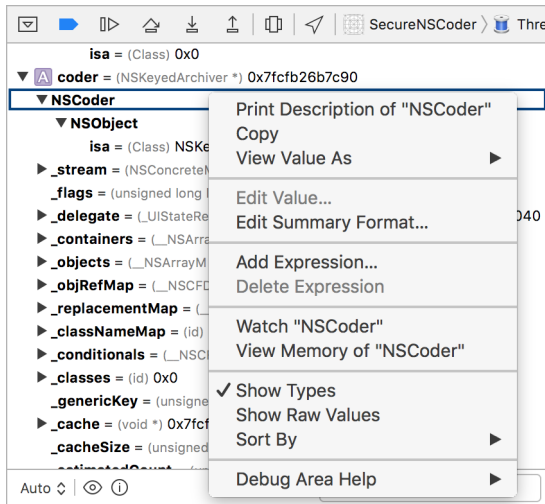 SecureNSCoder Thre
isa = (Class) 0x0
A coder = (NSKeyedArchiver *) 0x7fcfb26b7c90
NSCoder
NSObject
isa = (Class) NSKe
_stream = (NSConcreteM
_flags = (unsigned long l
_delegate = (_UIStateRe 040
_containers = (__NSArra
_objects = (__NSArrayM
_objRefMap = (__NSCFD
_replacementMap = (_
_classNameMap = (id)
_conditionals = (__NSC
_classes = (id) 0x0
_genericKey = (unsigne
_cache = (void *) 0x7fcf
_cacheSize = (unsigned
Auto
Print Description of "NSCoder"
Copy
View Value As
Edit Value...
Edit Summary Format...
Add Expression...
Delete Expression
Watch "NSCoder"
View Memory of "NSCoder"
Show Types
Show Raw Values
Sort By
Debug Area Help